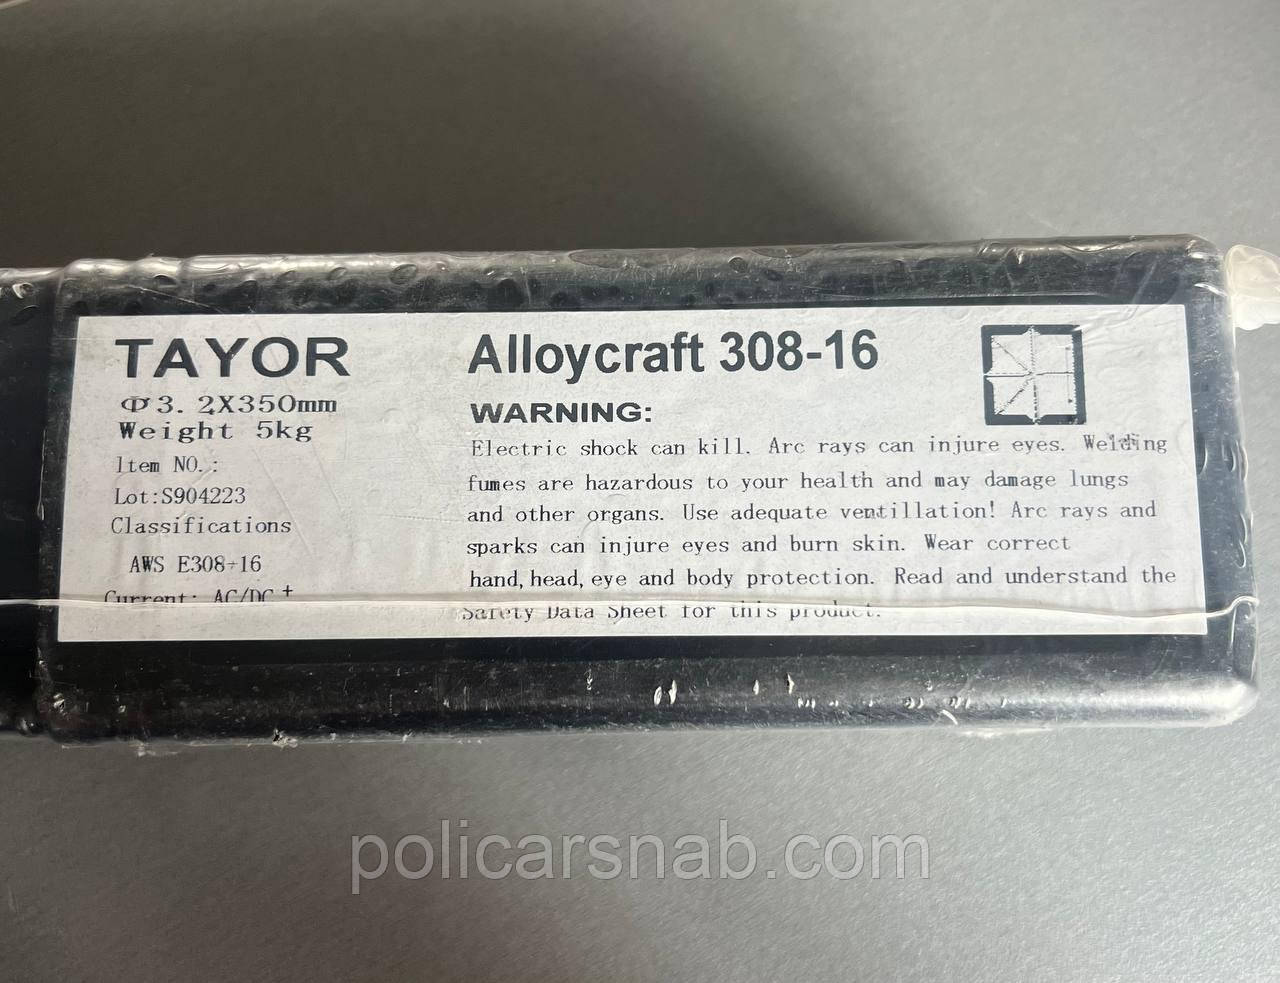 TAYOR
Φ3. 2X350mm
Weight 5kg
Item NO.:
Lot:S904223
Classifications
AWS E308-16
Current: AC/DC +
Alloycraft 308-16
WARNING:
Electric shock can kill. Arc rays can injure eyes. Welding
fumes are hazardous to your health and may damage lungs
and other organs. Use adequate ventillation! Arc rays and
sparks can injure eyes and burn skin. Wear correct
hand, head, eye and body protection. Read and understand the
Safety Data Sheet for this product.
policarsnab.com